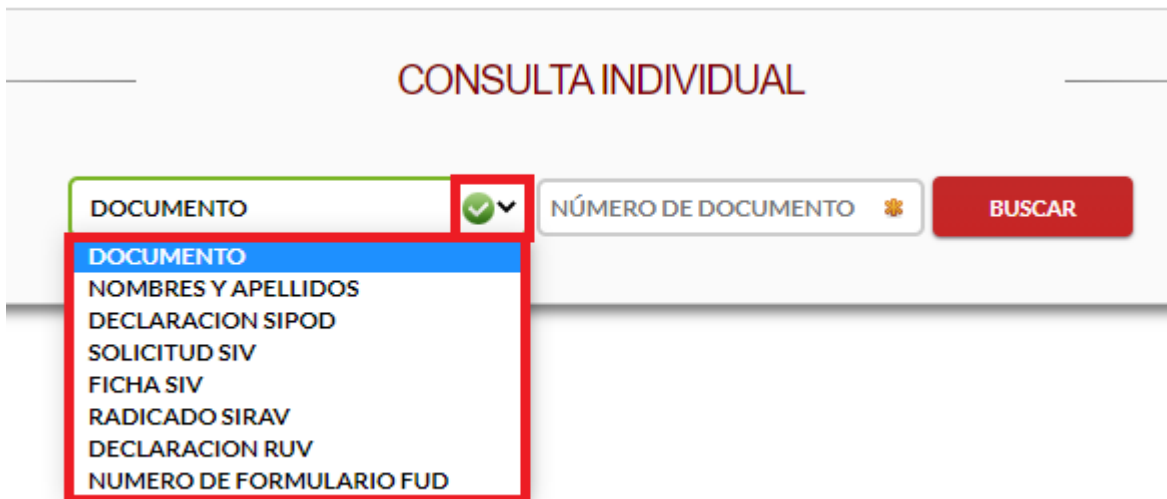 CONSULTA INDIVIDUAL
DOCUMENTO NÚMERO DE DOCUMENTO BUSCAR
DOCUMENTO
NOMBRES Y APELLIDOS
DECLARACION SIPOD
SOLICITUD SIV
FICHA SIV
RADICADO SIRAV
DECLARACION RUV
NUMERO DE FORMULARIO FUD